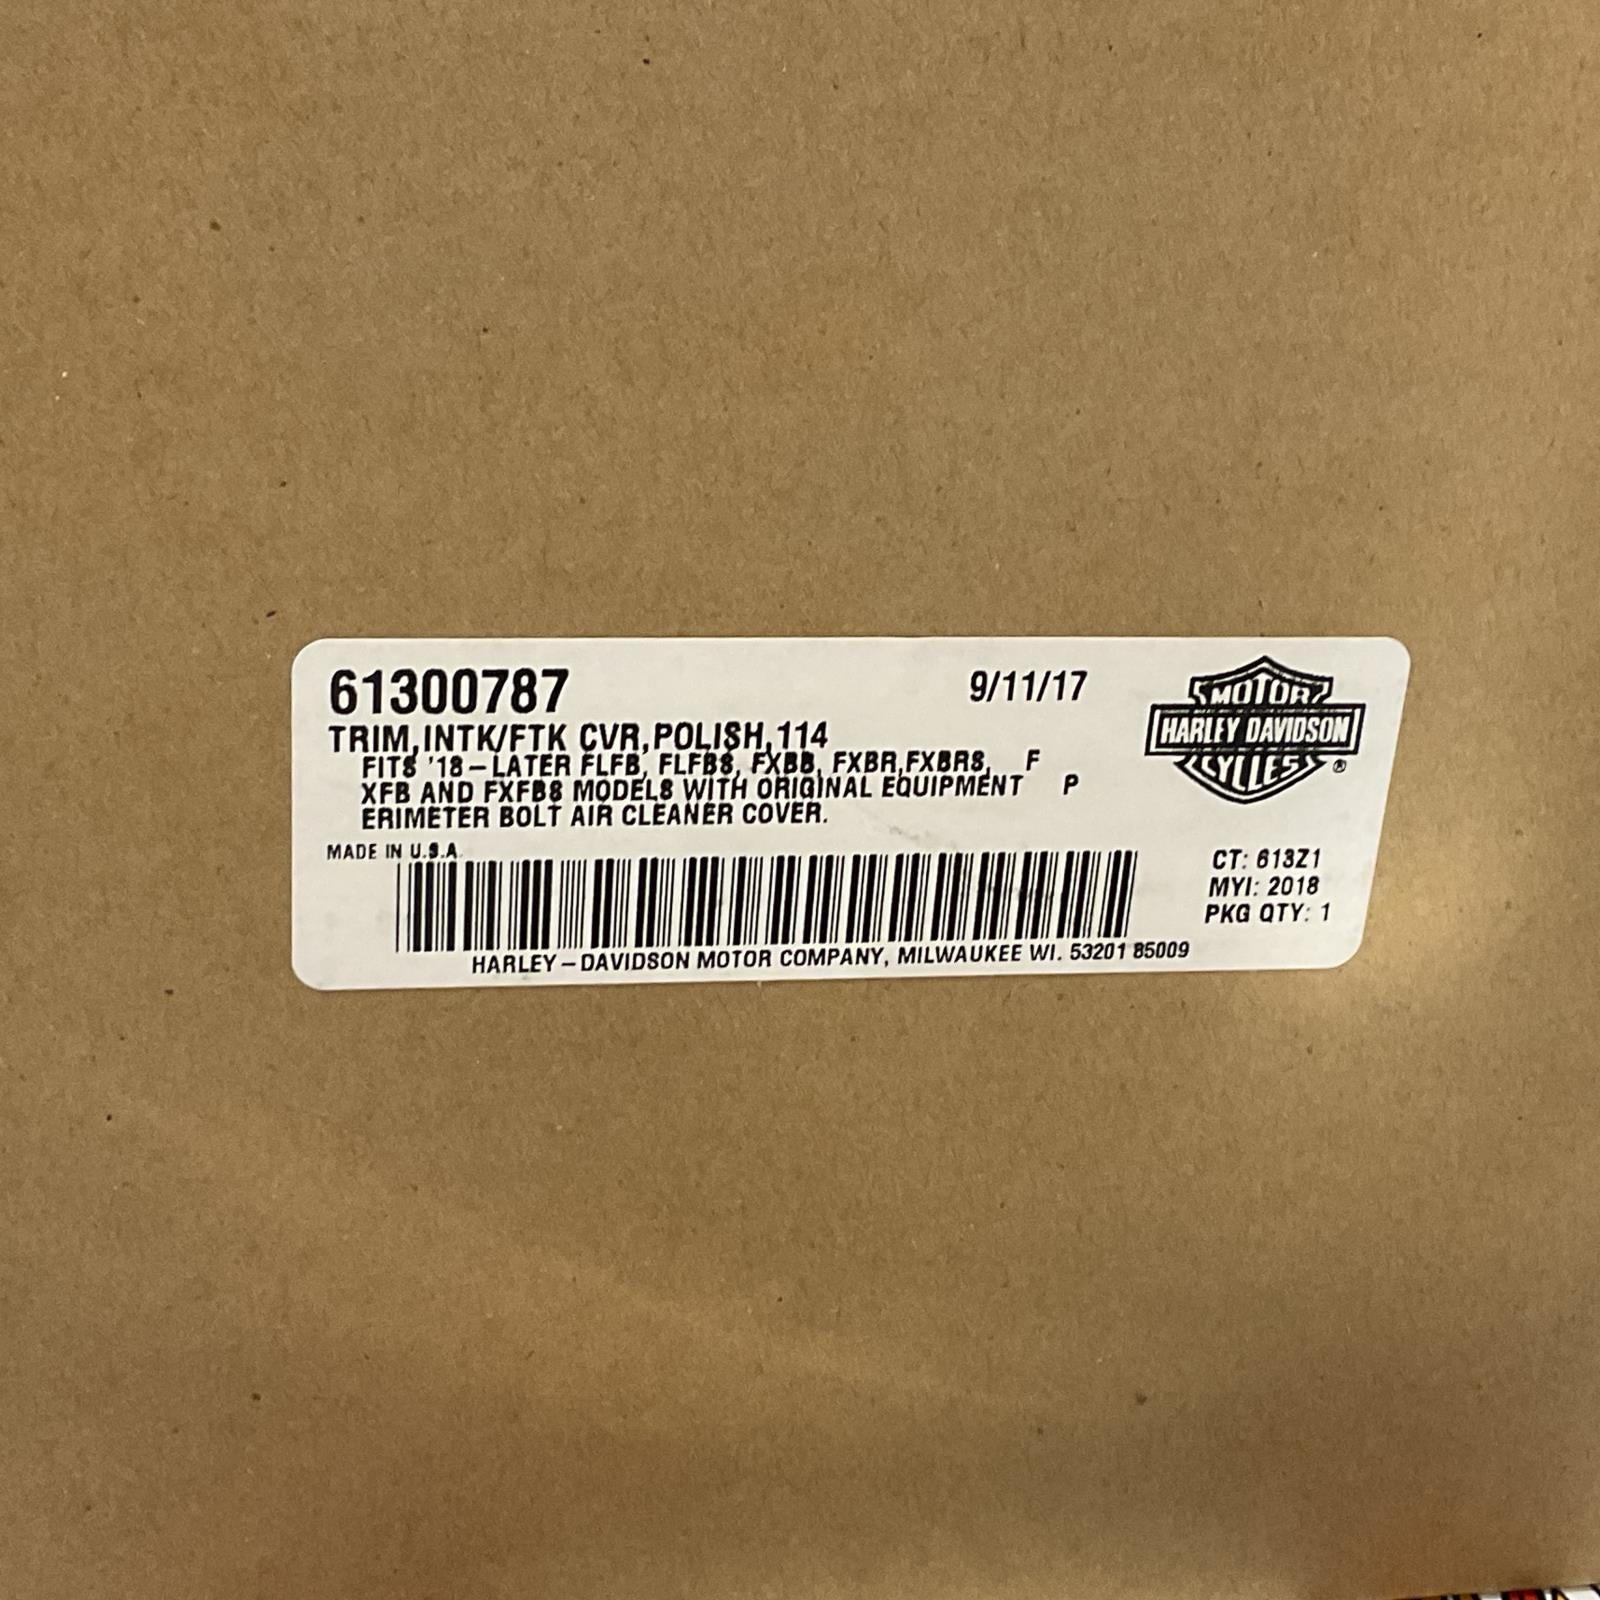 61300787
9/11/17
TRIM,INTK/FTK CVR,POLISH,114
FITS '18-LATER FLFB, FLFBS, FXBB, FXBR,FXBRS, F
XFB AND FXFBS MODELS WITH ORIGINAL EQUIPMENT P
ERIMETER BOLT AIR CLEANER COVER.
MADE IN U.S.A.
MOTOR
HARLEY-DAVIDSON
CYCLES ®
CT: 613Z1
MYI: 2018
PKG QTY: 1
HARLEY-DAVIDSON MOTOR COMPANY, MILWAUKEE WI. 53201 85009